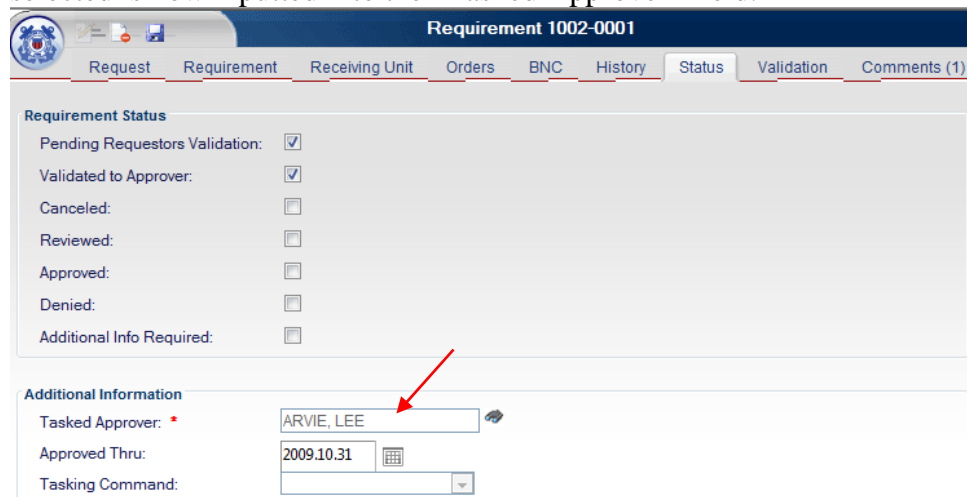 Requirement 1002-0001
Request Requirement Receiving Unit Orders BNC History Status Validation Comments (1)
Requirement Status
Pending Requestors Validation:
Validated to Approver:
Canceled:
Reviewed:
Approved:
Denied:
Additional Info Required:
Additional Information
Tasked Approver: * ARVIE, LEE
Approved Thru: 2009.10.31
Tasking Command: